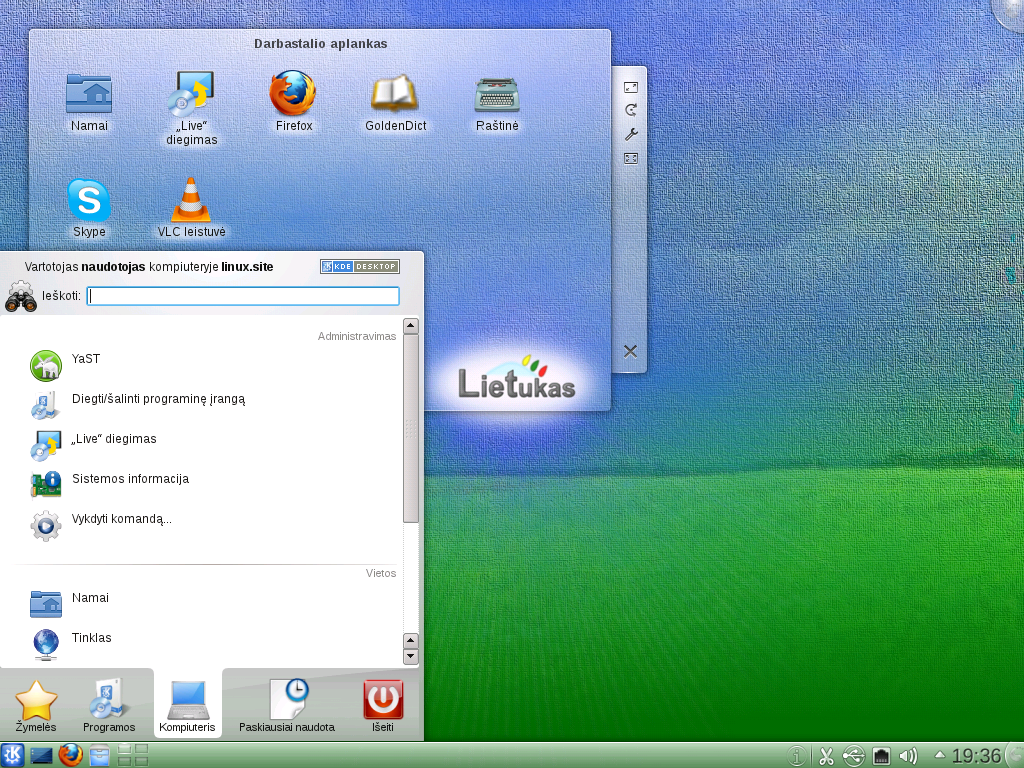 Darbastalio aplankas
Namai
„Live“
diegimas
Firefox
GoldenDict
Raštinė
Skype
VLC leistuvė
Vartotojas naudotojas kompiuteryje linux.site
KDE DESKTOP
Ieškoti:
Administravimas
YaST
Diegti/šalinti programinę įrangą
„Live“ diegimas
Sistemos informacija
Vykdyti komandą...
Vietos
Namai
Tinklas
Lietukas
Žymelės
Programos
Kompiuteris
Paskiausiai naudota
Išeiti
19:36